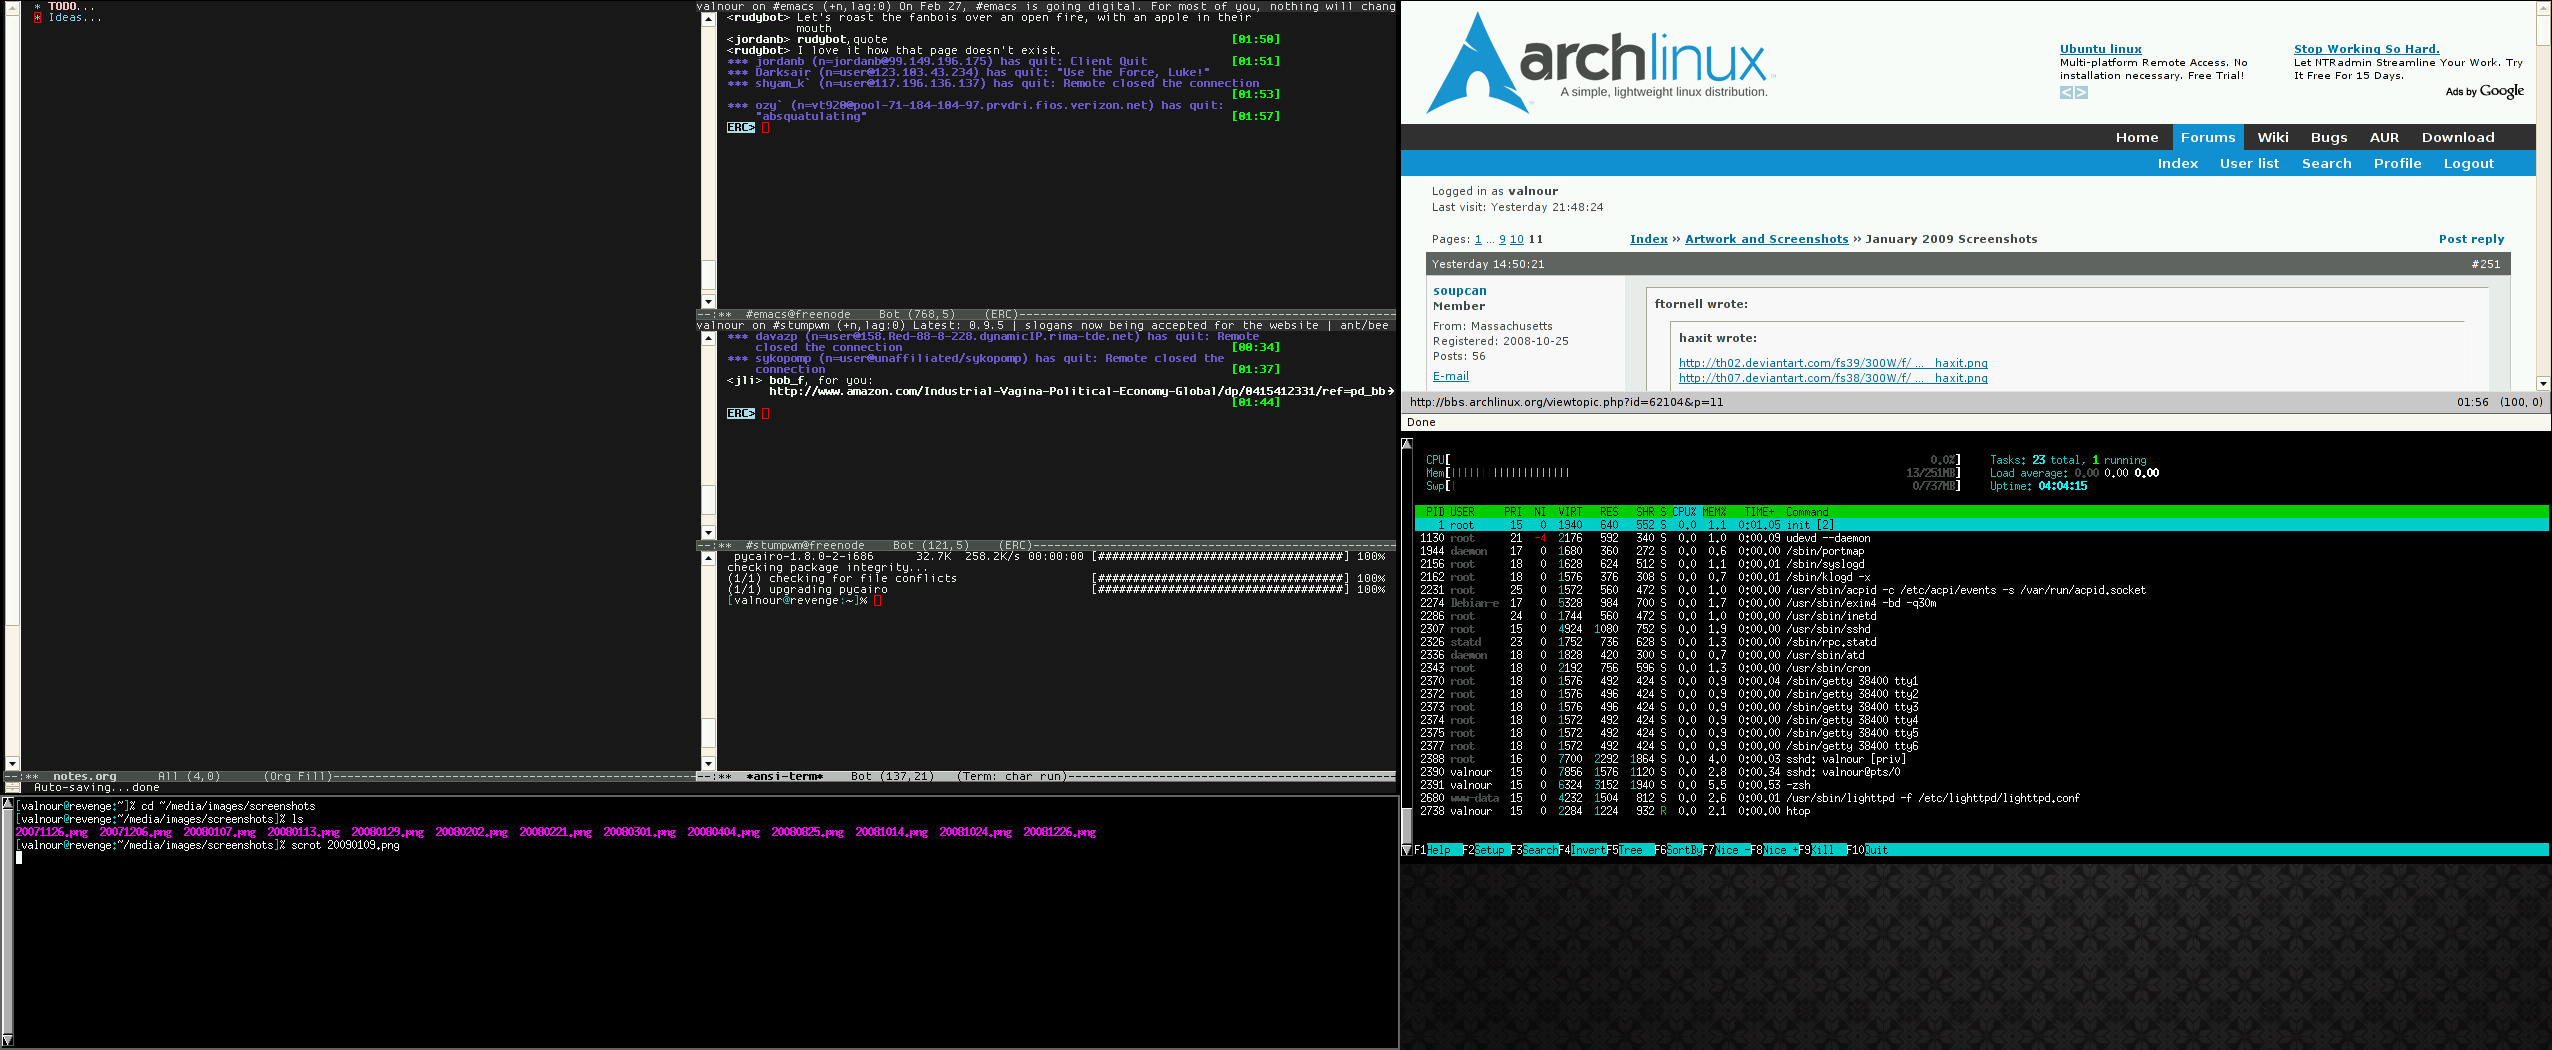 * TODO...
* Ideas...
--:**  notes.org      All (4,0)      (Org Fill)
Auto-saving...done
valnour on #emacs (+n,lag:0) On Feb 27, #emacs is going digital. For most of you, nothing will chang
<rudybot> Let's roast the fanbois over an open fire, with an apple in their
mouth
<jordanb> rudybot,quote [01:50]
<rudybot> I love it how that page doesn't exist.
*** jordanb (n=jordanb@99.149.196.175) has quit: Client Quit [01:51]
*** Darksair (n=user@123.103.43.234) has quit: "Use the Force, Luke!"
*** shyam_k` (n=user@117.196.136.137) has quit: Remote closed the connection
[01:53]
*** ozy` (n=vt920@pool-71-184-104-97.prvdri.fios.verizon.net) has quit:
"absquatulating" [01:57]
ERC>
--:**  #emacs@freenode    Bot (768,5)    (ERC)
valnour on #stumpwm (+n,lag:0) Latest: 0.9.5 | slogans now being accepted for the website | ant/bee
*** davazp (n=user@158.Red-88-8-228.dynamicIP.rima-tde.net) has quit: Remote
closed the connection [00:34]
*** sykopomp (n=user@unaffiliated/sykopomp) has quit: Remote closed the
connection [01:37]
<jli> bob_f, for you:
http://www.amazon.com/Industrial-Vagina-Political-Economy-Global/dp/0415412331/ref=pd_bb
[01:44]
ERC>
--:**  #stumpwm@freenode    Bot (121,5)    (ERC)
pycairo-1.8.0-2-i686      32.7K  258.2K/s 00:00:00 [###################################] 100%
checking package integrity...
(1/1) checking for file conflicts [###################################] 100%
(1/1) upgrading pycairo [###################################] 100%
[valnour@revenge:~]%
--:**  *ansi-term*    Bot (137,21)   (Term: char run)
[valnour@revenge:~]% cd ~/media/images/screenshots
[valnour@revenge:~/media/images/screenshots]% ls
20071126.png  20071206.png  20080107.png  20080113.png  20080129.png  20080202.png  20080221.png  20080301.png  20080404.png  20080825.png  20081014.png  20081024.png  20081226.png
[valnour@revenge:~/media/images/screenshots]% scrot 20090109.png
archlinux
A simple, lightweight linux distribution.
Ubuntu linux
Multi-platform Remote Access. No
installation necessary. Free Trial!
Stop Working So Hard.
Let NTRadmin Streamline Your Work. Try
It Free For 15 Days.
Ads by Google
Home Forums Wiki Bugs AUR Download
Index User list Search Profile Logout
Logged in as valnour
Last visit: Yesterday 21:48:24
Pages: 1 ... 9 10 11
Index » Artwork and Screenshots » January 2009 Screenshots
Post reply
Yesterday 14:50:21 #251
soupcan
Member
From: Massachusetts
Registered: 2008-10-25
Posts: 56
E-mail
ftornell wrote:
haxit wrote:
http://th02.deviantart.com/fs39/300W/f/ ... haxit.png
http://th07.deviantart.com/fs38/300W/f/ ... haxit.png
http://bbs.archlinux.org/viewtopic.php?id=62104&p=11 01:56 (100, 0)
Done
CPU[ 0.0%] Tasks: 23 total, 1 running
Mem[||||||||||||||||||||| 13/251MB] Load average: 0.00 0.00 0.00
Swp[ 0/737MB] Uptime: 04:04:15
PID USER PRI NI VIRT RES SHR S CPU% MEM% TIME+ Command
1 root 15 0 1940 640 552 S 0.0 1.1 0:01.05 init [2]
1130 root 21 -4 2176 592 340 S 0.0 1.0 0:00.09 udevd --daemon
1944 daemon 17 0 1680 360 272 S 0.0 0.6 0:00.00 /sbin/portmap
2156 root 18 0 1628 624 512 S 0.0 1.1 0:00.01 /sbin/syslogd
2162 root 18 0 1576 376 308 S 0.0 0.7 0:00.01 /sbin/klogd -x
2231 root 25 0 1572 560 472 S 0.0 1.0 0:00.00 /usr/sbin/acpid -c /etc/acpi/events -s /var/run/acpid.socket
2274 Debian-e 17 0 5328 984 700 S 0.0 1.7 0:00.00 /usr/sbin/exim4 -bd -q30m
2286 root 24 0 1744 560 472 S 0.0 1.0 0:00.00 /usr/sbin/inetd
2307 root 15 0 4924 1080 752 S 0.0 1.9 0:00.00 /usr/sbin/sshd
2326 statd 23 0 1752 736 628 S 0.0 1.3 0:00.00 /sbin/rpc.statd
2336 daemon 18 0 1828 420 300 S 0.0 0.7 0:00.00 /usr/sbin/atd
2343 root 18 0 2192 756 596 S 0.0 1.3 0:00.00 /usr/sbin/cron
2370 root 18 0 1576 492 424 S 0.0 0.9 0:00.04 /sbin/getty 38400 tty1
2372 root 18 0 1576 496 424 S 0.0 0.9 0:00.00 /sbin/getty 38400 tty2
2373 root 18 0 1576 496 424 S 0.0 0.9 0:00.00 /sbin/getty 38400 tty3
2374 root 18 0 1572 492 424 S 0.0 0.9 0:00.00 /sbin/getty 38400 tty4
2375 root 18 0 1572 492 424 S 0.0 0.9 0:00.00 /sbin/getty 38400 tty5
2377 root 18 0 1572 492 424 S 0.0 0.9 0:00.00 /sbin/getty 38400 tty6
2388 root 16 0 7700 2292 1864 S 0.0 4.0 0:00.03 sshd: valnour [priv]
2390 valnour 15 0 7856 1576 1120 S 0.0 2.8 0:00.34 sshd: valnour@pts/0
2391 valnour 15 0 6324 3152 1940 S 0.0 5.5 0:00.53 -zsh
2680 www-data 15 0 4232 1504 812 S 0.0 2.6 0:00.01 /usr/sbin/lighttpd -f /etc/lighttpd/lighttpd.conf
2738 valnour 15 0 2284 1224 932 R 0.0 2.1 0:00.00 htop
F1Help  F2Setup F3SearchF4InvertF5Tree  F6SortByF7Nice -F8Nice +F9Kill  F10Quit